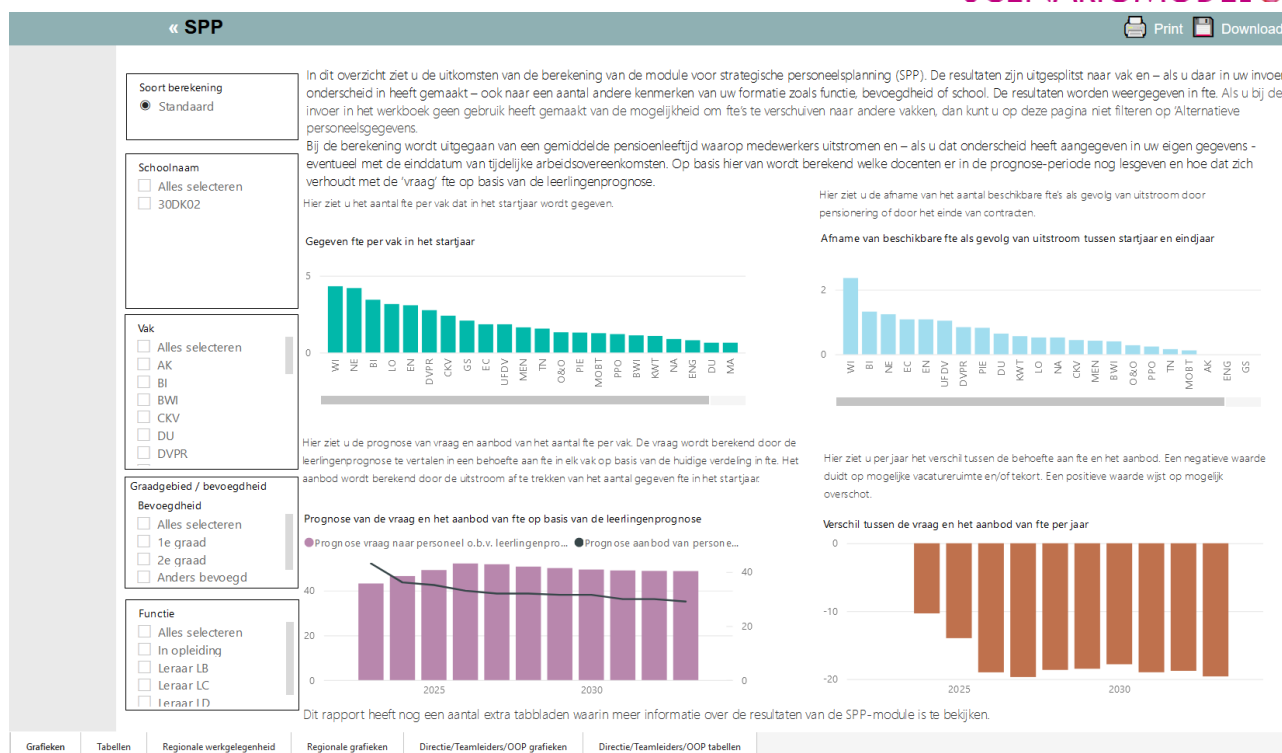 « SPP
Print
Download
Soort berekening
Standaard
Schoolnaam
Alles selecteren
30DK02
Vak
Alles selecteren
AK
BI
BWI
CKV
DU
DVPR
Graadgebied / bevoegdheid
Bevoegdheid
Alles selecteren
1e graad
2e graad
Anders bevoegd
Functie
Alles selecteren
In opleiding
Leraar LB
Leraar LC
Leraar LD
In dit overzicht ziet u de uitkomsten van de berekening van de module voor strategische personeelsplanning (SPP). De resultaten zijn uitgesplitst naar vak en – als u daar in uw invoer
onderscheid in heeft gemaakt – ook naar een aantal andere kenmerken van uw formatie zoals functie, bevoegdheid of school. De resultaten worden weergegeven in fte. Als u bij de
invoer in het werkboek geen gebruik heeft gemaakt van de mogelijkheid om fte's te verschuiven naar andere vakken, dan kunt u op deze pagina niet filteren op 'Alternatieve
personeelsgegevens.
Bij de berekening wordt uitgegaan van een gemiddelde pensioenleeftijd waarop medewerkers uitstromen en – als u dat onderscheid heeft aangegeven in uw eigen gegevens -
eventueel met de einddatum van tijdelijke arbeidsovereenkomsten. Op basis hiervan wordt berekend welke docenten er in de prognose-periode nog lesgeven en hoe dat zich
verhoudt met de 'vraag' fte op basis van de leerlingenprognose.
Hier ziet u het aantal fte per vak dat in het startjaar wordt gegeven.
Gegeven fte per vak in het startjaar
5
0
WI NE BI LO EN DVPR CKV GS EC UFDV MEN TN O&O PIE MOBT PPO BWI KWT NA ENG DU MA
Hier ziet u de afname van het aantal beschikbare fte's als gevolg van uitstroom door
pensionering of door het einde van contracten.
Afname van beschikbare fte als gevolg van uitstroom tussen startjaar en eindjaar
2
0
WI BI NE EC EN UFDV DVPR PIE DU KWT LO NA CKV MEN BWI O&O PPO TN MOBT AK ENG GS
Hier ziet u de prognose van vraag en aanbod van het aantal fte per vak. De vraag wordt berekend door de
leerlingenprognose te vertalen in een behoefte aan fte in elk vak op basis van de huidige verdeling in fte. Het
aanbod wordt berekend door de uitstroom af te trekken van het aantal gegeven fte in het startjaar.
Prognose van de vraag en het aanbod van fte op basis van de leerlingenprognose
Prognose vraag naar personeel o.b.v. leerlingenpro... Prognose aanbod van persone...
40
20
0
40
20
0
2025 2030
Hier ziet u per jaar het verschil tussen de behoefte aan fte en het aanbod. Een negatieve waarde
duidt op mogelijke vacatureruimte en/of tekort. Een positieve waarde wijst op mogelijk
overschot.
Verschil tussen de vraag en het aanbod van fte per jaar
0
-10
-20
2025 2030
Dit rapport heeft nog een aantal extra tabbladen waarin meer informatie over de resultaten van de SPP-module is te bekijken.
Grafieken Tabellen Regionale werkgelegenheid Regionale grafieken Directie/Teamleiders/OOP grafieken Directie/Teamleiders/OOP tabellen